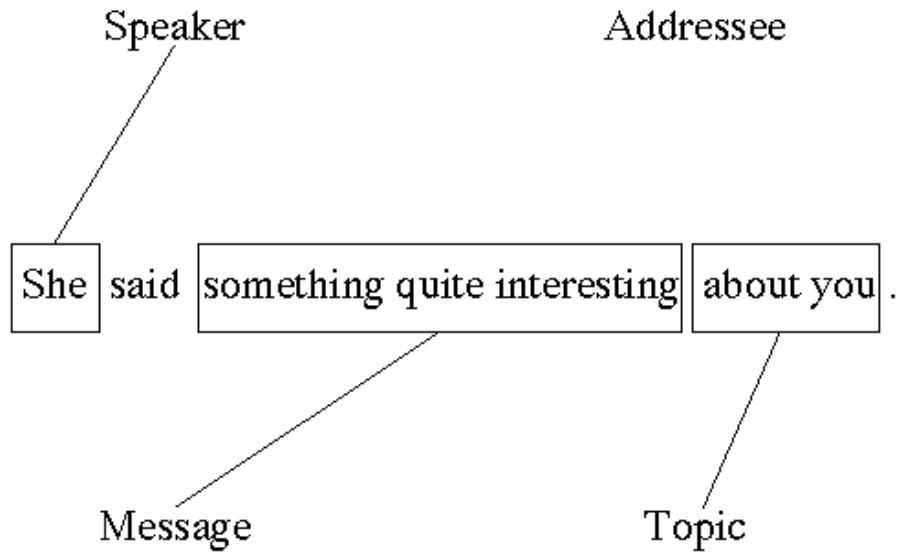 Speaker Addressee
She said something quite interesting about you .
Message Topic